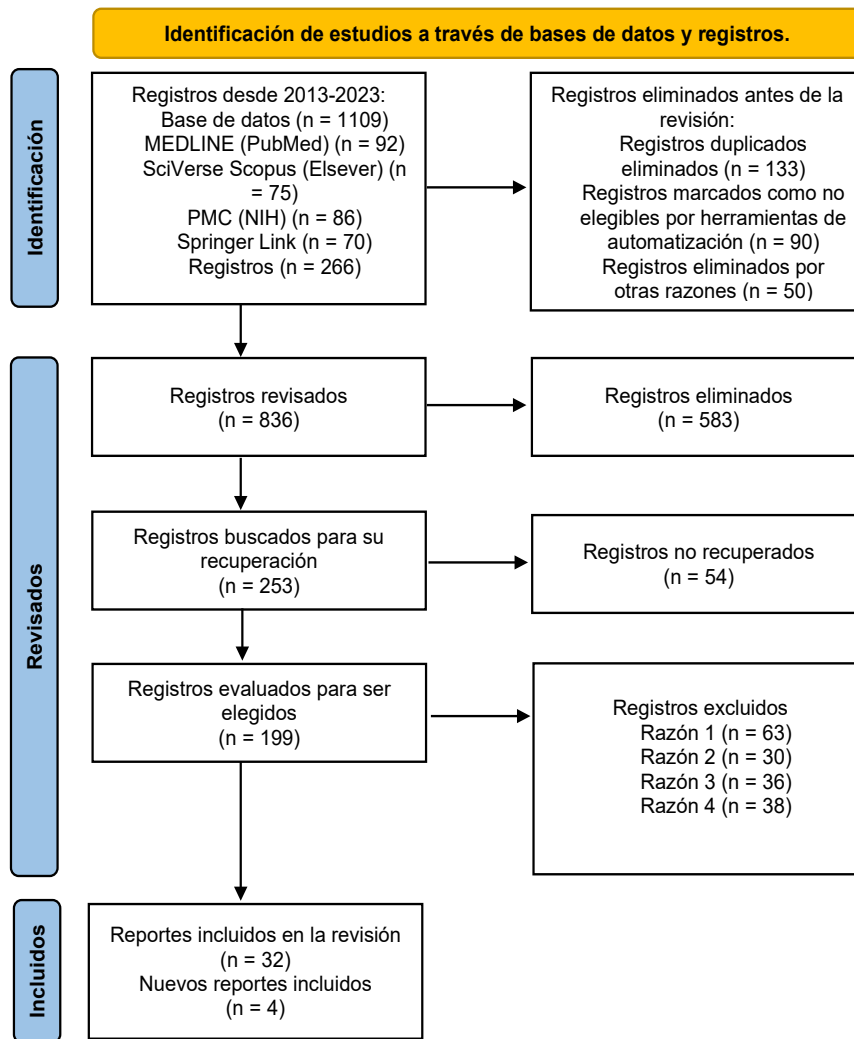 Identificación de estudios a través de bases de datos y registros.
Identificación
Registros desde 2013-2023:
Base de datos (n = 1109)
MEDLINE (PubMed) (n = 92)
SciVerse Scopus (Elsever) (n
= 75)
PMC (NIH) (n = 86)
Springer Link (n = 70)
Registros (n = 266)
Registros eliminados antes de la
revisión:
Registros duplicados
eliminados (n = 133)
Registros marcados como no
elegibles por herramientas de
automatización (n = 90)
Registros eliminados por
otras razones (n = 50)
Revisados
Registros revisados
(n = 836)
Registros eliminados
(n = 583)
Registros buscados para su
recuperación
(n = 253)
Registros no recuperados
(n = 54)
Registros evaluados para ser
elegidos
(n = 199)
Registros excluidos
Razón 1 (n = 63)
Razón 2 (n = 30)
Razón 3 (n = 36)
Razón 4 (n = 38)
Incluidos
Reportes incluidos en la revisión
(n = 32)
Nuevos reportes incluidos
(n = 4)